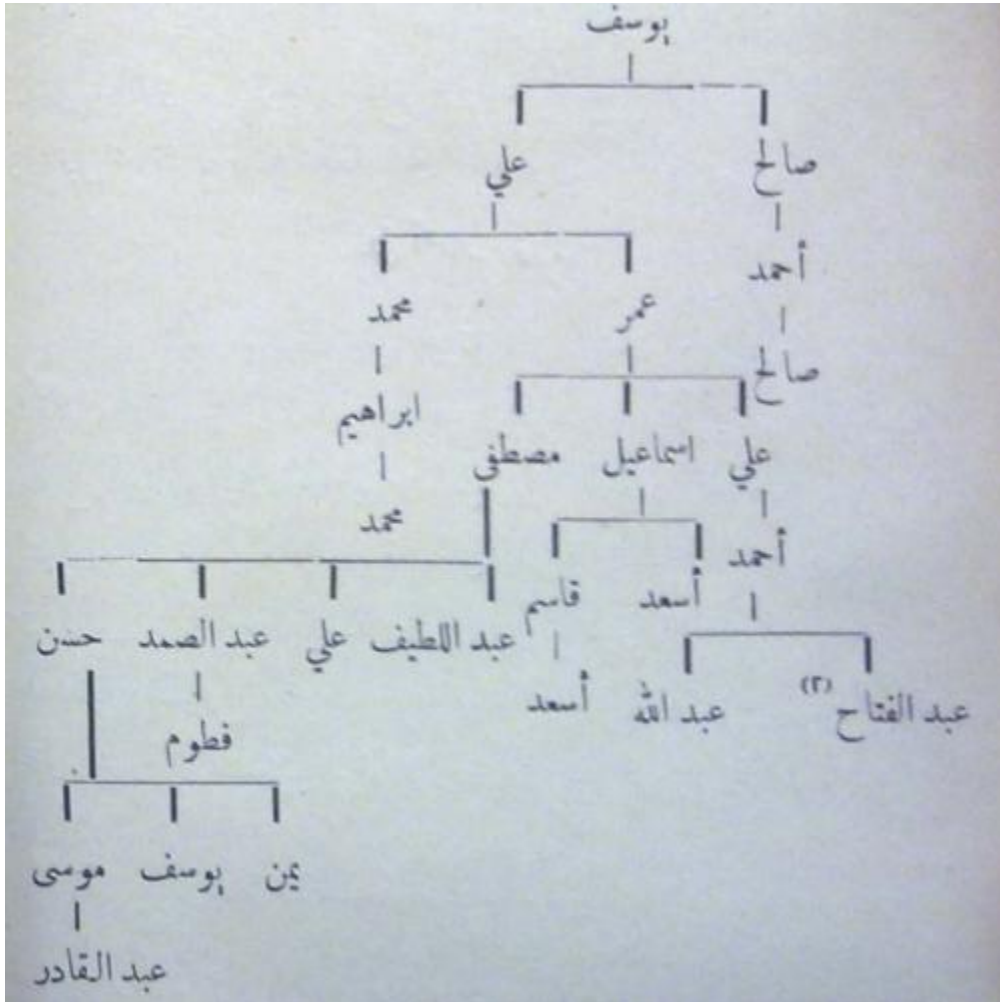 يوسف
صالح علي
أحمد
عمر محمد
صالح
ابراهيم
علي اسماعيل مصطفى
محمد
أحمد
أسعد قاسم
عبد اللطيف علي عبد الصمد حسن
عبد الفتاح (٢) عبد الله أسعد
فطوم
يمن يوسف موسى
عبد القادر